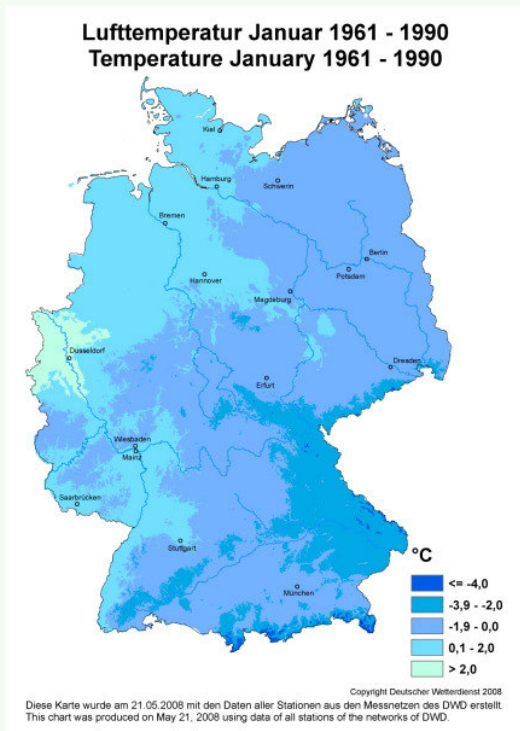 Lufttemperatur Januar 1961 - 1990
Temperature January 1961 - 1990
Kiel
Hamburg
Schwerin
Bremen
Berlin
Potsdam
Hannover
Magdeburg
Düsseldorf
Dresden
Erfurt
Wiesbaden
Mainz
Saarbrücken
Stuttgart
München
°C
<= -4,0
-3,9 - -2,0
-1,9 - 0,0
0,1 - 2,0
> 2,0
Copyright Deutscher Wetterdienst 2008
Diese Karte wurde am 21.05.2008 mit den Daten aller Stationen aus den Messnetzen des DWD erstellt.
This chart was produced on May 21, 2008 using data of all stations of the networks of DWD.